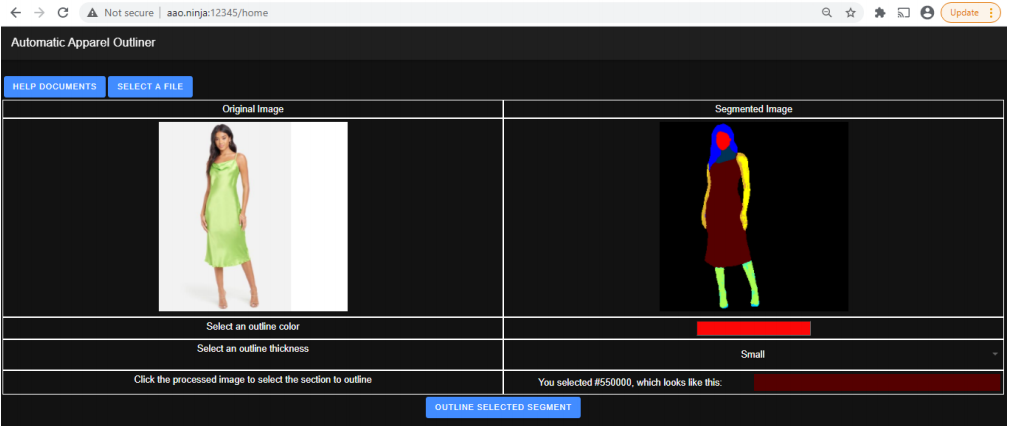 Not secure | aao.ninja:12345/home
Update
Automatic Apparel Outliner
HELP DOCUMENTS
SELECT A FILE
Original Image
Segmented Image
Select an outline color
Select an outline thickness
Small
Click the processed image to select the section to outline
You selected #550000, which looks like this:
OUTLINE SELECTED SEGMENT